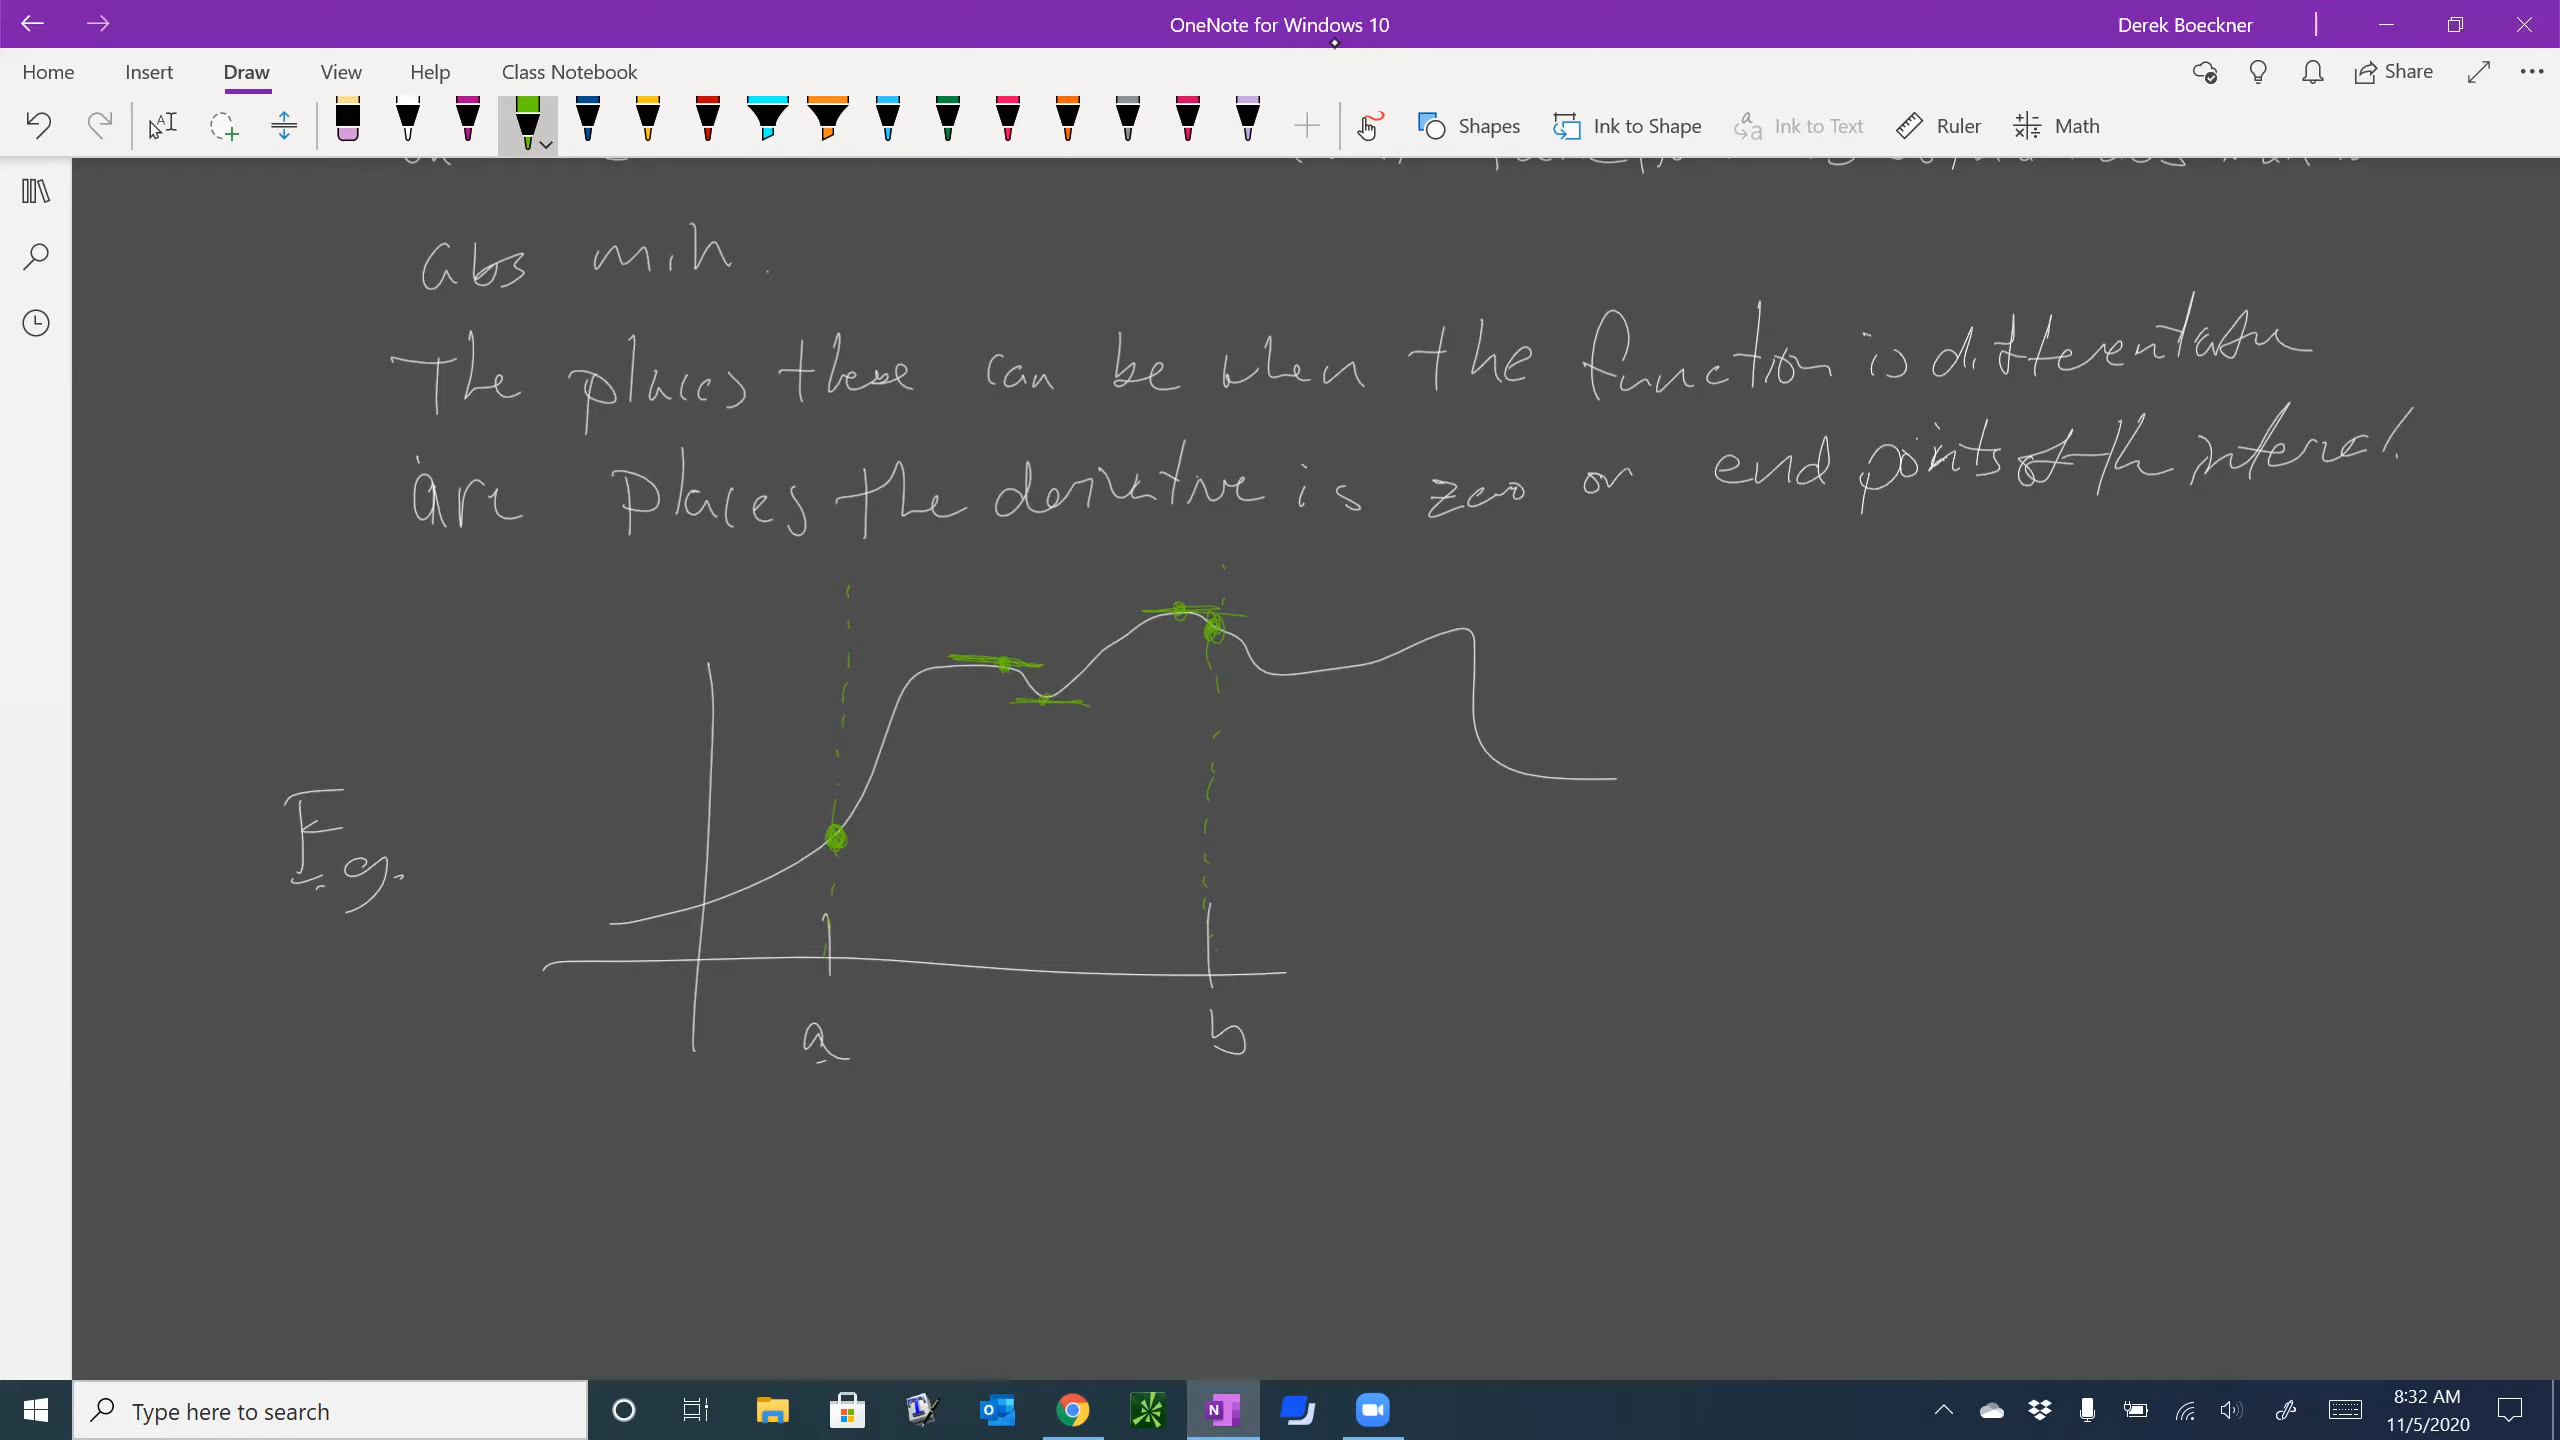 OneNote for Windows 10
Derek Boeckner
Home Insert Draw View Help Class Notebook
Share
Shapes Ink to Shape Ink to Text Ruler Math
abs min.
The places these can be when the function is
are places the derivative is zero or end points of the interval.
E.g.
a b
Type here to search
8:32 AM
11/5/2020